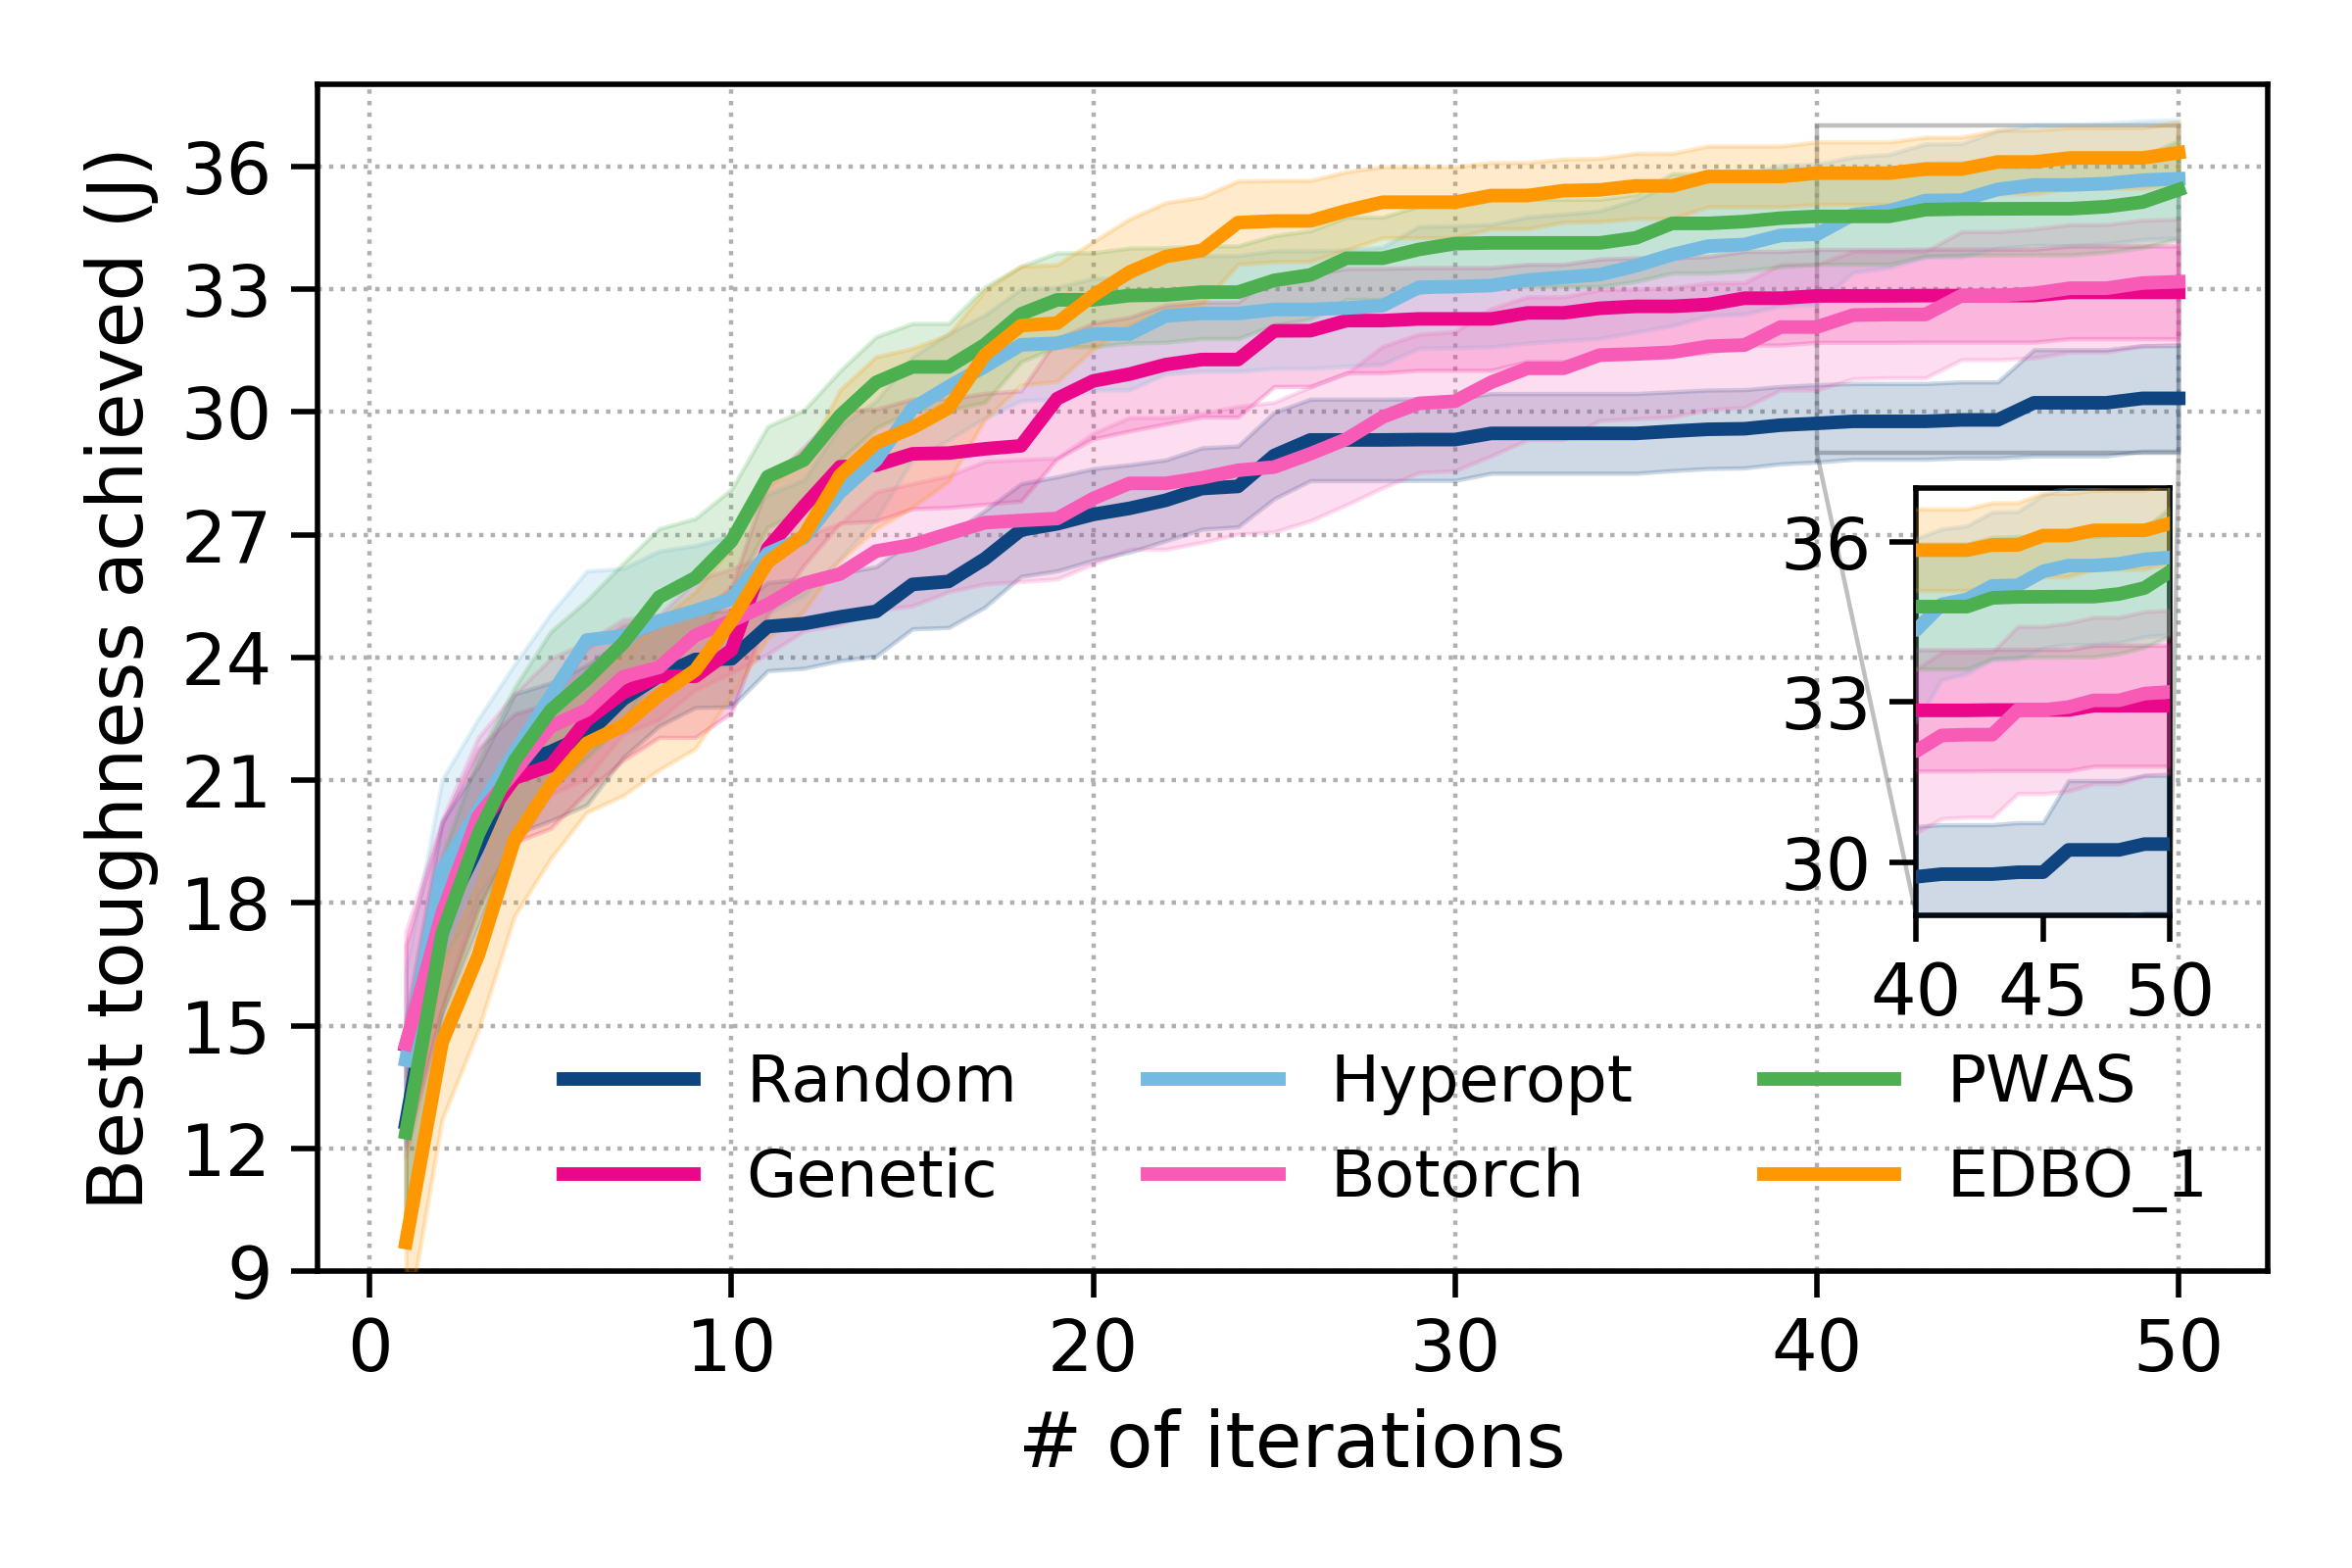 Best toughness achieved (J)
36
33
30
27
24
21
18
15
12
9
36
33
30
40 45 50
Random Hyperopt PWAS
Genetic Botorch EDBO_1
0 10 20 30 40 50
# of iterations